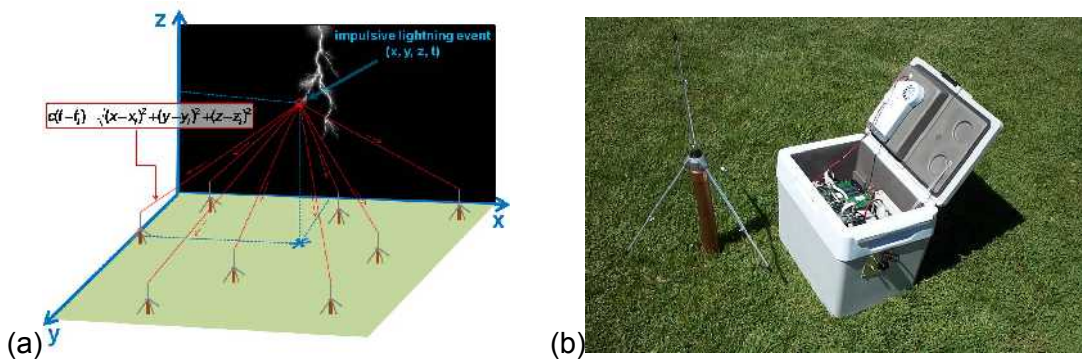 z
impulsive lightning event
(x, y, z, t)
c(t-tᵢ) √(x-xᵢ)²+(y-yᵢ)²+(z-zᵢ)²
x
y
(a)
(b)